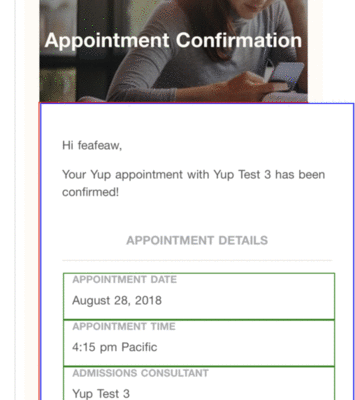 Appointment Confirmation
Hi feafeaw,
Your Yup appointment with Yup Test 3 has been
confirmed!
APPOINTMENT DETAILS
APPOINTMENT DATE
August 28, 2018
APPOINTMENT TIME
4:15 pm Pacific
ADMISSIONS CONSULTANT
Yup Test 3